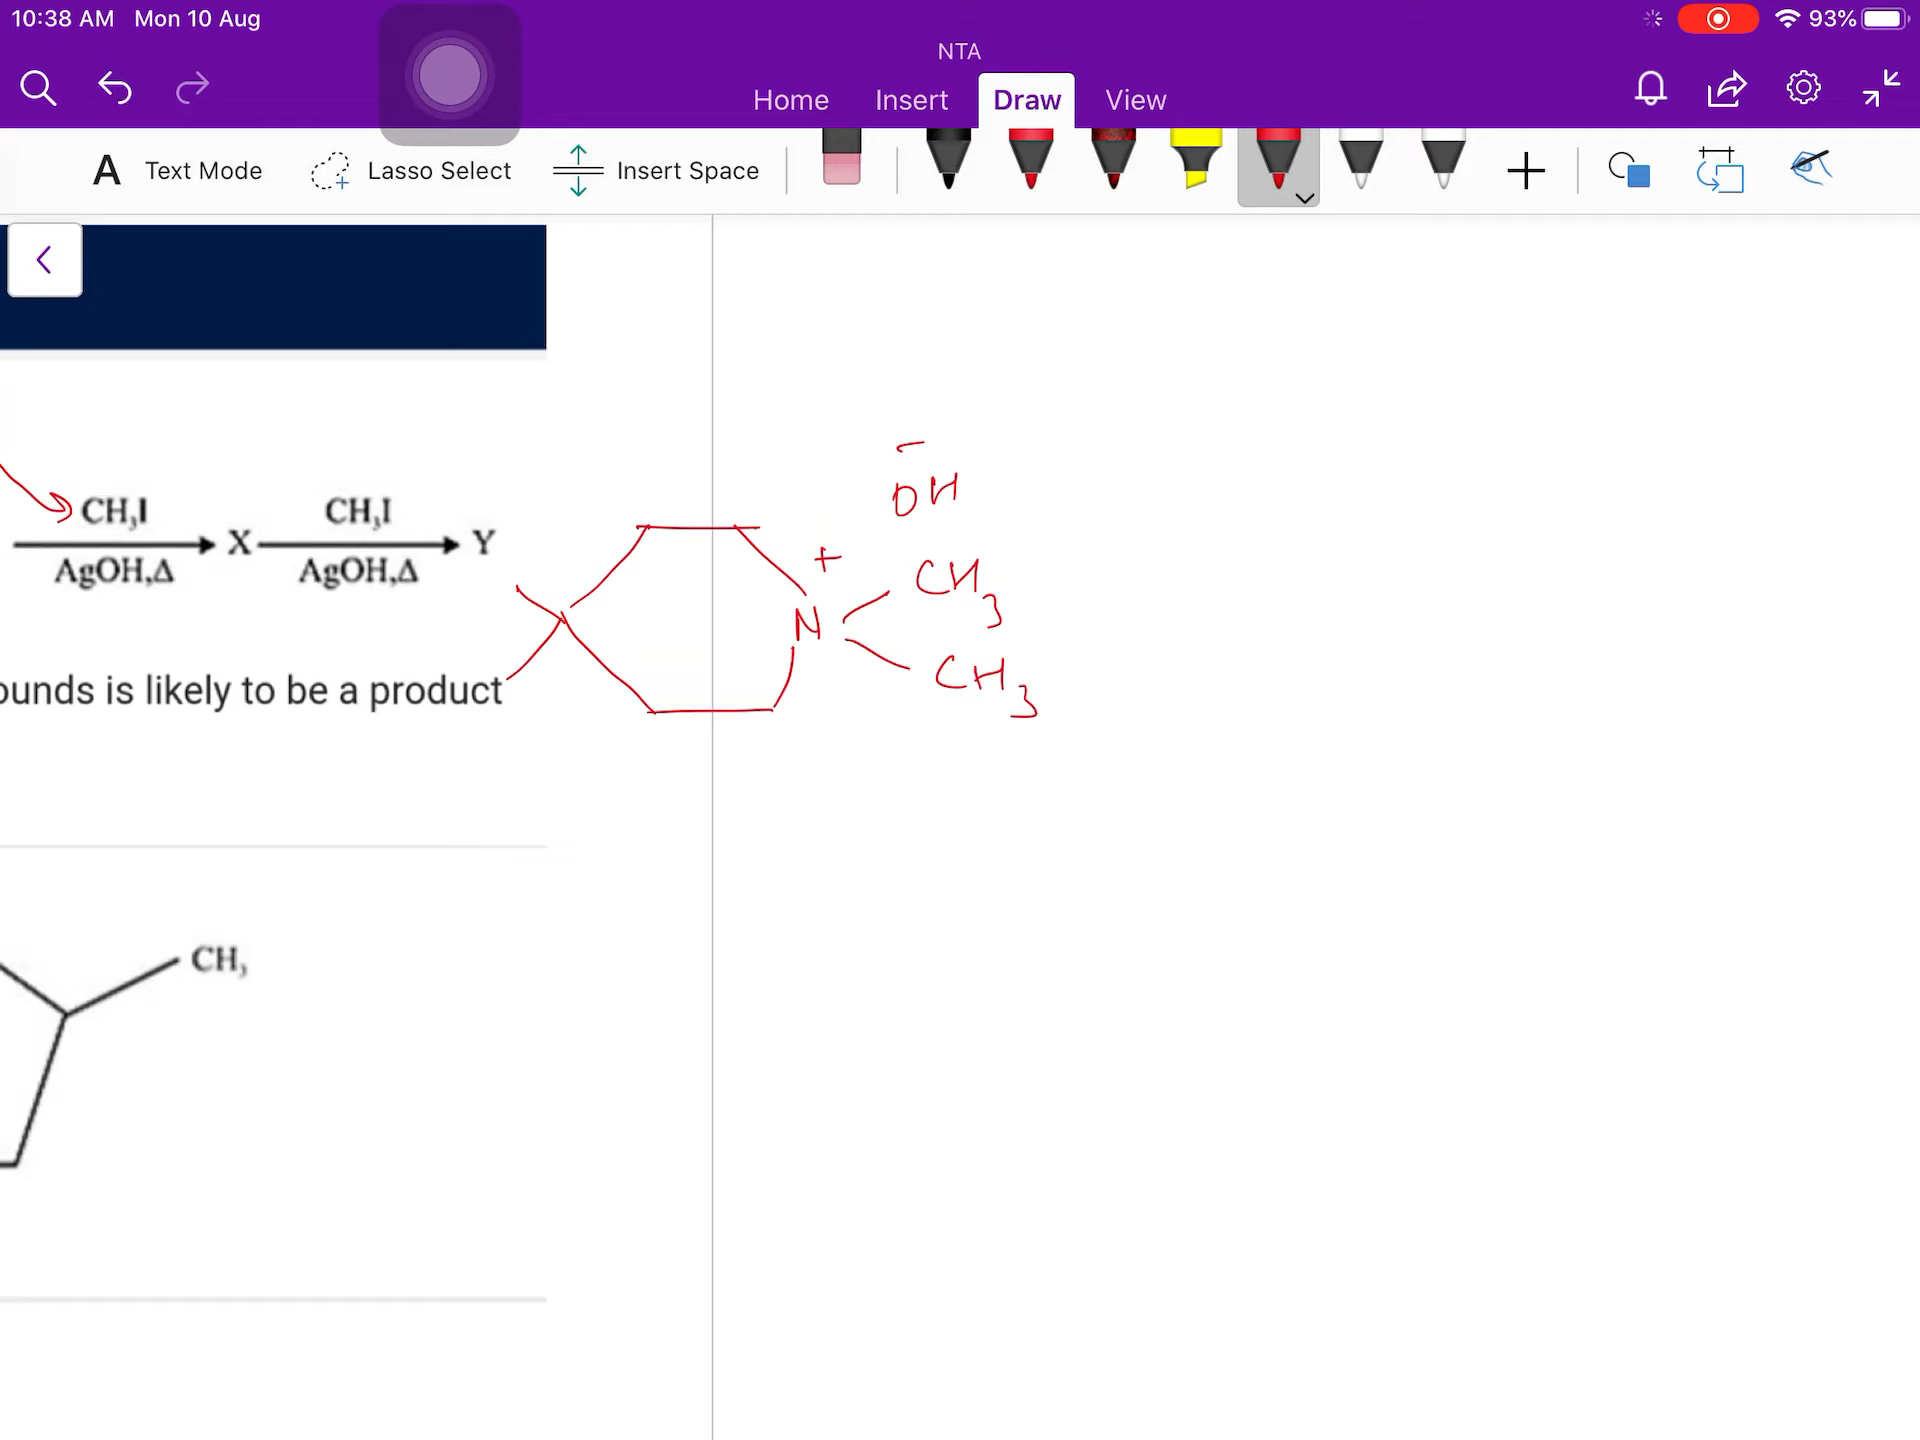 10:38 AM Mon 10 Aug
93%
NTA
Home Insert Draw View
A Text Mode Lasso Select Insert Space
CH₃I CH₃I
X Y
AgOH,Δ AgOH,Δ
ounds is likely to be a product
-
OH
+
CH3
N
CH3
CH₃